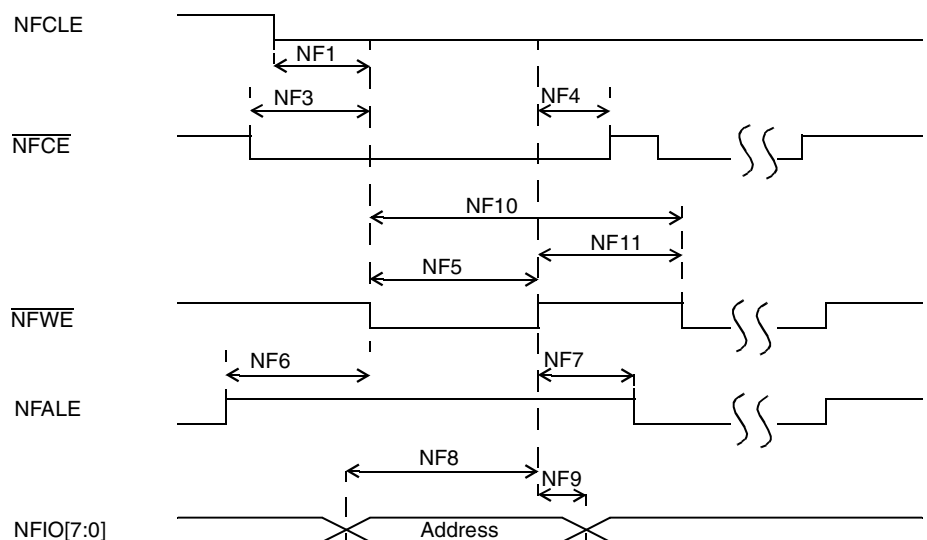 NFCLE
NF1
NF3
NF4
NFCE
NF10
NF11
NF5
NFWE
NF6
NF7
NFALE
NF8
NF9
NFIO[7:0]
Address